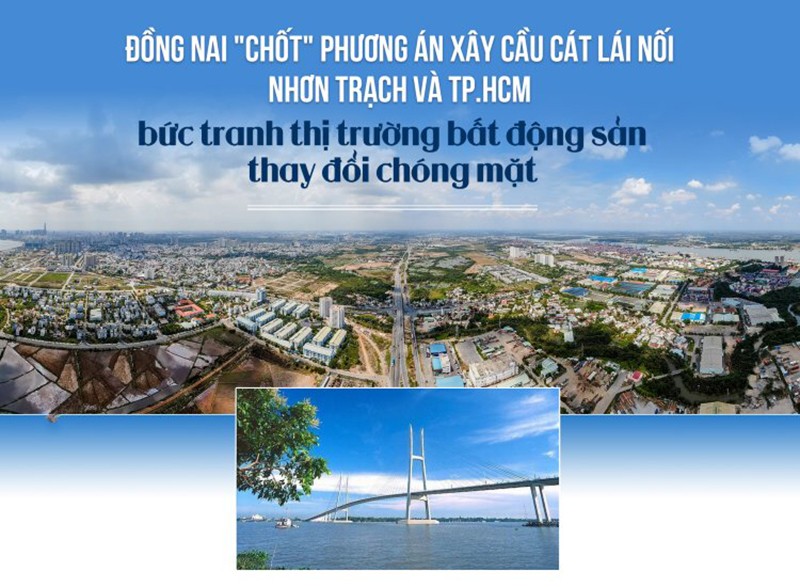 ĐỒNG NAI "CHỐT" PHƯƠNG ÁN XÂY CẦU CÁT LÁI NỐI
NHƠN TRẠCH VÀ TP.HCM
bức tranh thị trường bất động sản
thay đổi chóng mặt